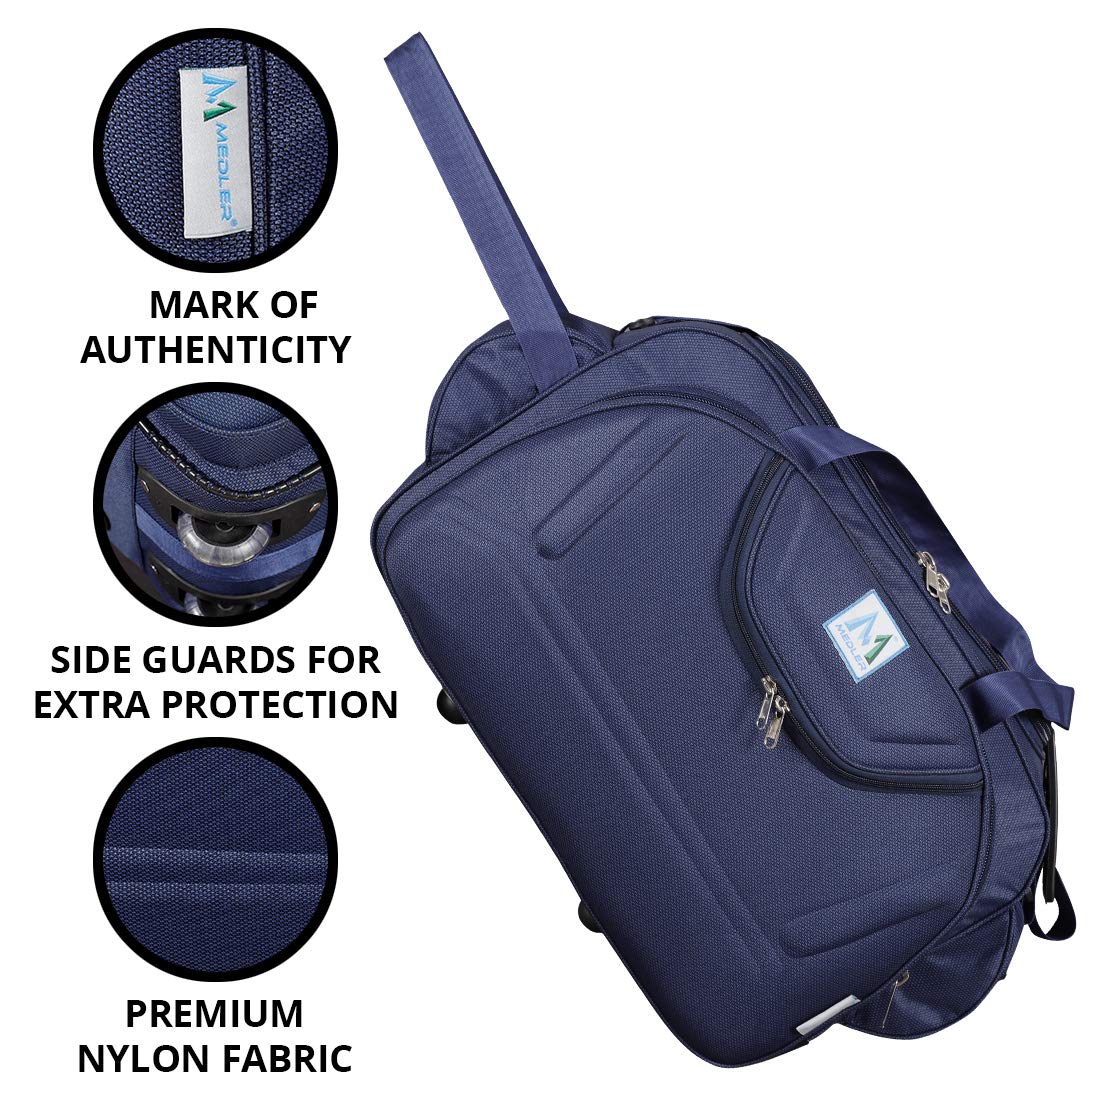 MEDLER®
MARK OF
AUTHENTICITY
SIDE GUARDS FOR
EXTRA PROTECTION
PREMIUM
NYLON FABRIC
MEDLER